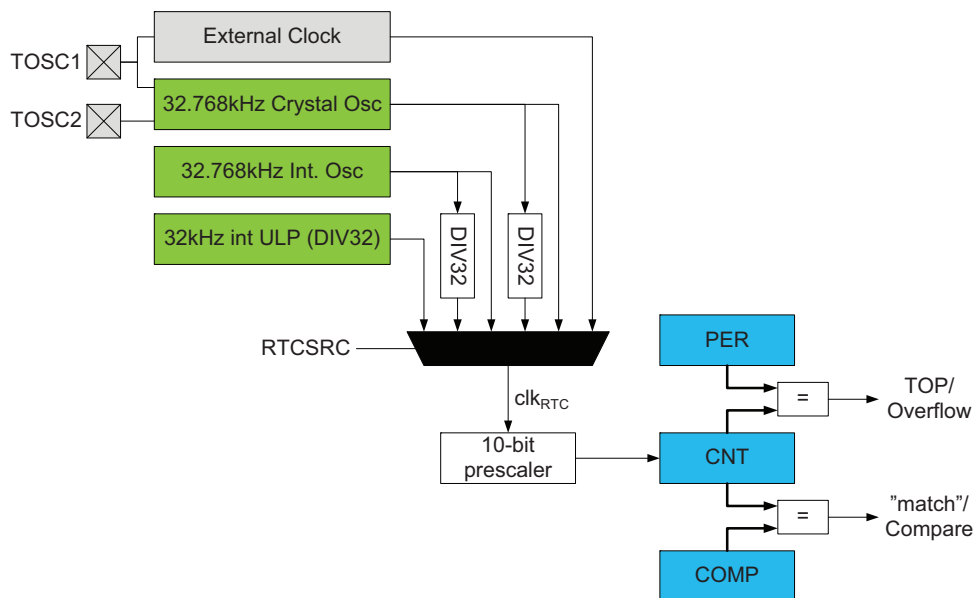 External Clock
TOSC1
32.768kHz Crystal Osc
TOSC2
32.768kHz Int. Osc
32kHz int ULP (DIV32)
DIV32
DIV32
RTCSRC
PER
clkRTC
=
TOP/
Overflow
10-bit
prescaler
CNT
=
”match”/
Compare
COMP